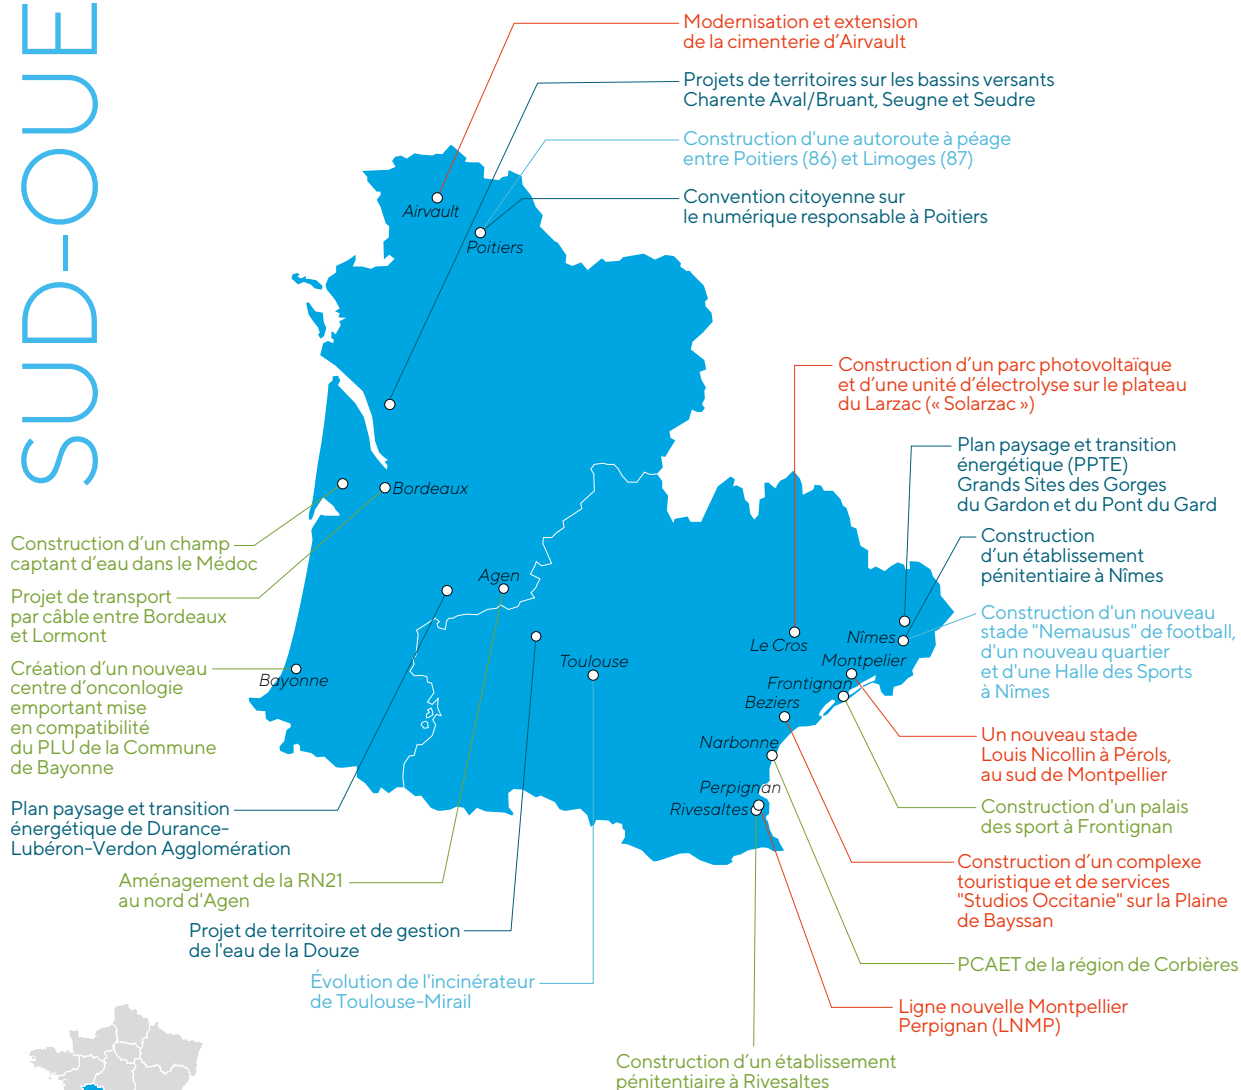 SUD-OUE
Modernisation et extension
de la cimenterie d'Airvault
Projets de territoires sur les bassins versants
Charente Aval/Bruant, Seugne et Seudre
Construction d'une autoroute à péage
entre Poitiers (86) et Limoges (87)
Convention citoyenne sur
le numérique responsable à Poitiers
Airvault
Poitiers
Construction d'un parc photovoltaïque
et d'une unité d'électrolyse sur le plateau
du Larzac (« Solarzac »)
Plan paysage et transition
énergétique (PPTE)
Grands Sites des Gorges
du Gardon et du Pont du Gard
Construction
d'un établissement
pénitentiaire à Nîmes
Construction d'un nouveau
stade "Nemausus" de football,
d'un nouveau quartier
et d'une Halle des Sports
à Nîmes
Un nouveau stade
Louis Nicollin à Pérols,
au sud de Montpellier
Construction d'un palais
des sport à Frontignan
Construction d'un complexe
touristique et de services
"Studios Occitanie" sur la Plaine
de Bayssan
PCAET de la région de Corbières
Ligne nouvelle Montpellier
Perpignan (LNMP)
Construction d'un établissement
pénitentiaire à Rivesaltes
Bordeaux
Agen
Toulouse
Bayonne
Le Cros
Nîmes
Montpelier
Frontignan
Beziers
Narbonne
Perpignan
Rivesaltes
Construction d'un champ
captant d'eau dans le Médoc
Projet de transport
par câble entre Bordeaux
et Lormont
Création d'un nouveau
centre d'onconlogie
emportant mise
en compatibilité
du PLU de la Commune
de Bayonne
Plan paysage et transition
énergétique de Durance-
Lubéron-Verdon Agglomération
Aménagement de la RN21
au nord d'Agen
Projet de territoire et de gestion
de l'eau de la Douze
Évolution de l'incinérateur
de Toulouse-Mirail